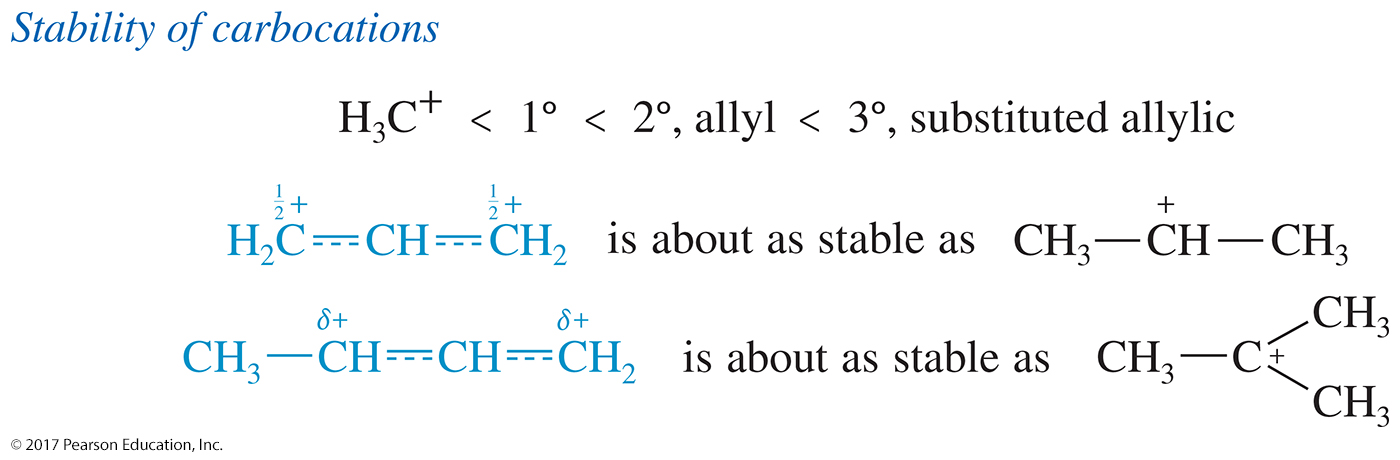 Stability of carbocations
H₃C⁺ < 1° < 2°, allyl < 3°, substituted allylic
½+ ½+
H₂C═CH═CH₂ is about as stable as CH₃—CH—CH₃
+
δ+ δ+
CH₃—CH═CH═CH₂ is about as stable as CH₃—C+
CH₃
CH₃
© 2017 Pearson Education, Inc.